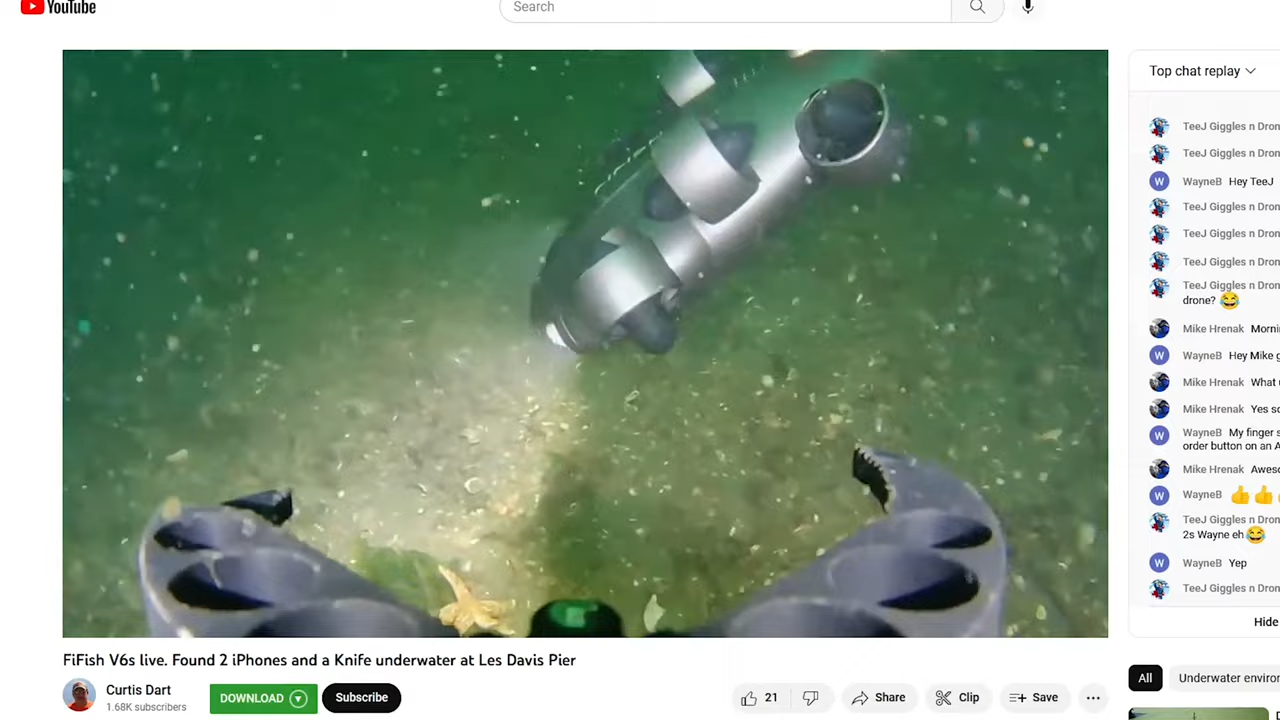 YouTube
Search
Top chat replay
TeeJ Giggles n Dron
TeeJ Giggles n Dron
W WayneB Hey TeeJ
TeeJ Giggles n Dron
TeeJ Giggles n Dron
TeeJ Giggles n Dron
TeeJ Giggles n Dron
drone? 😂
Mike Hrenak Morni
W WayneB Hey Mike g
Mike Hrenak What
Mike Hrenak Yes so
W WayneB My finger s
order button on an A
Mike Hrenak Aweso
W WayneB 👍👍
TeeJ Giggles n Dron
2s Wayne eh😂
W WayneB Yep
TeeJ Giggles n Dron
Hide
FiFish V6s live. Found 2 iPhones and a Knife underwater at Les Davis Pier
Curtis Dart
1.68K subscribers
DOWNLOAD
Subscribe
21
Share
Clip
Save
All
Underwater environ